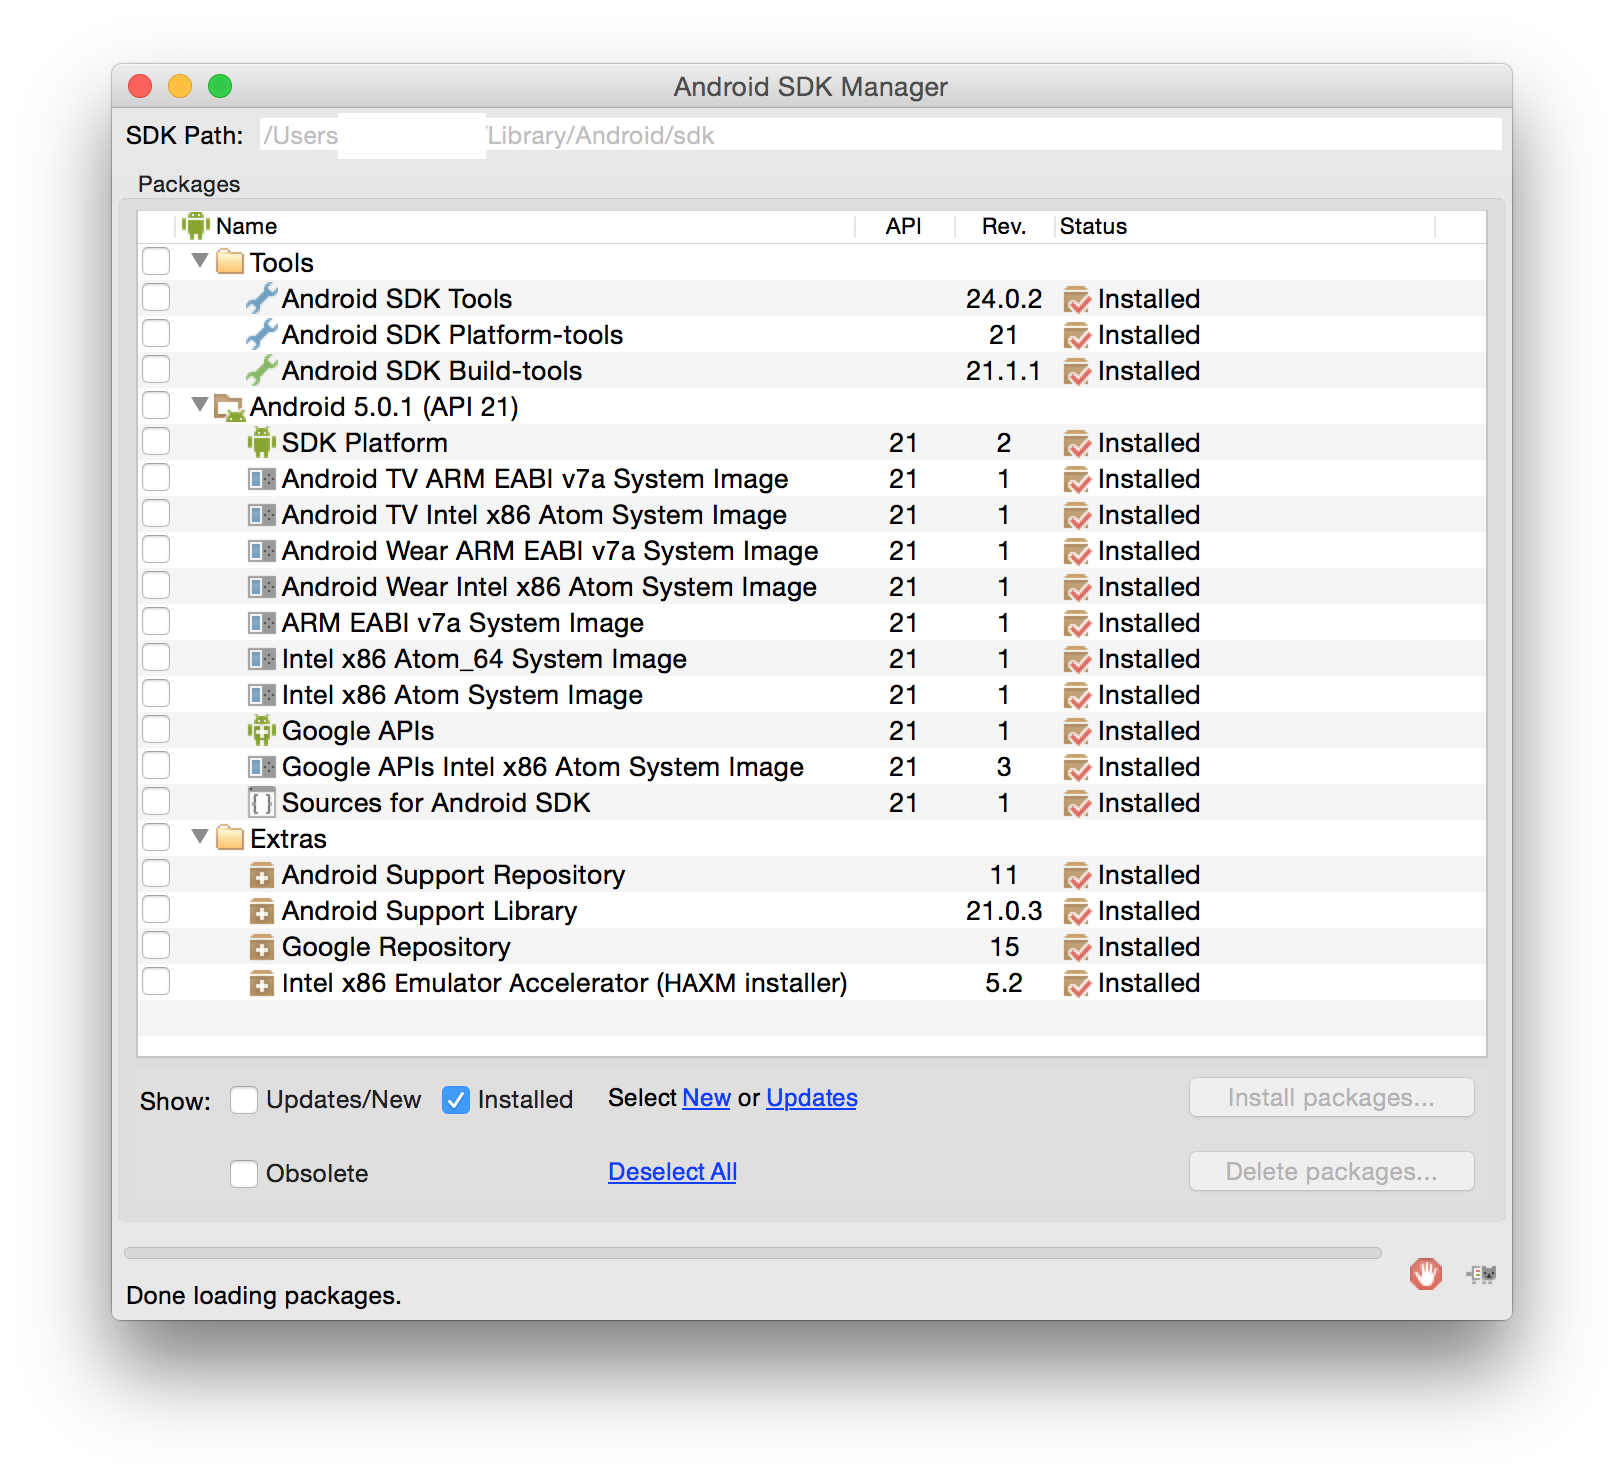 Android SDK Manager
SDK Path: /Users /Library/Android/sdk
Packages
Name API Rev. Status
Tools
Android SDK Tools 24.0.2 Installed
Android SDK Platform-tools 21 Installed
Android SDK Build-tools 21.1.1 Installed
Android 5.0.1 (API 21)
SDK Platform 21 2 Installed
Android TV ARM EABI v7a System Image 21 1 Installed
Android TV Intel x86 Atom System Image 21 1 Installed
Android Wear ARM EABI v7a System Image 21 1 Installed
Android Wear Intel x86 Atom System Image 21 1 Installed
ARM EABI v7a System Image 21 1 Installed
Intel x86 Atom_64 System Image 21 1 Installed
Intel x86 Atom System Image 21 1 Installed
Google APIs 21 1 Installed
Google APIs Intel x86 Atom System Image 21 3 Installed
Sources for Android SDK 21 1 Installed
Extras
Android Support Repository 11 Installed
Android Support Library 21.0.3 Installed
Google Repository 15 Installed
Intel x86 Emulator Accelerator (HAXM installer) 5.2 Installed
Show: Updates/New Installed Select New or Updates Install packages...
Obsolete Deselect All Delete packages...
Done loading packages.